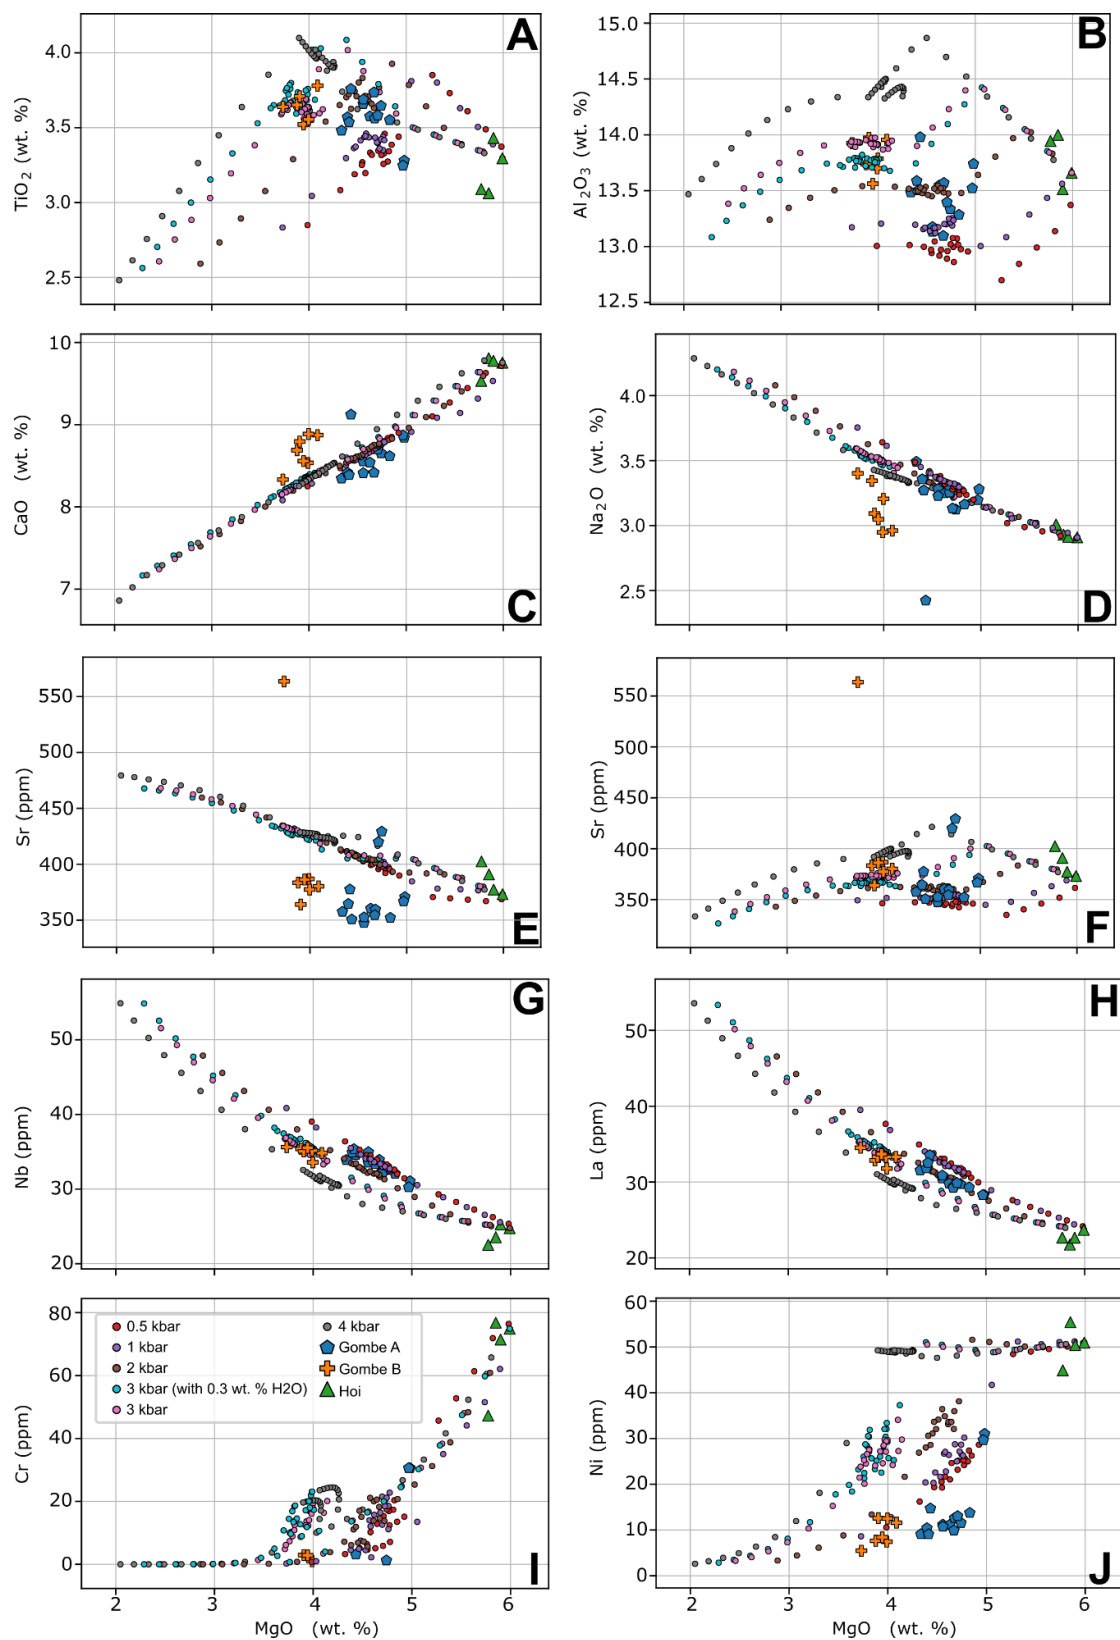 A
4.0
3.5
3.0
2.5
TiO2 (wt. %)
B
15.0
14.5
14.0
13.5
13.0
12.5
Al2O3 (wt. %)
C
10
9
8
7
CaO (wt. %)
D
4.0
3.5
3.0
2.5
Na2O (wt. %)
E
550
500
450
400
350
Sr (ppm)
F
550
500
450
400
350
Sr (ppm)
G
50
40
30
20
Nb (ppm)
H
50
40
30
20
La (ppm)
I
80
60
40
20
0
Cr (ppm)
0.5 kbar
1 kbar
2 kbar
3 kbar (with 0.3 wt. % H2O)
3 kbar
4 kbar
Gombe A
Gombe B
Hoi
2 3 4 5 6
MgO (wt. %)
J
60
50
40
30
20
10
0
Ni (ppm)
2 3 4 5 6
MgO (wt. %)